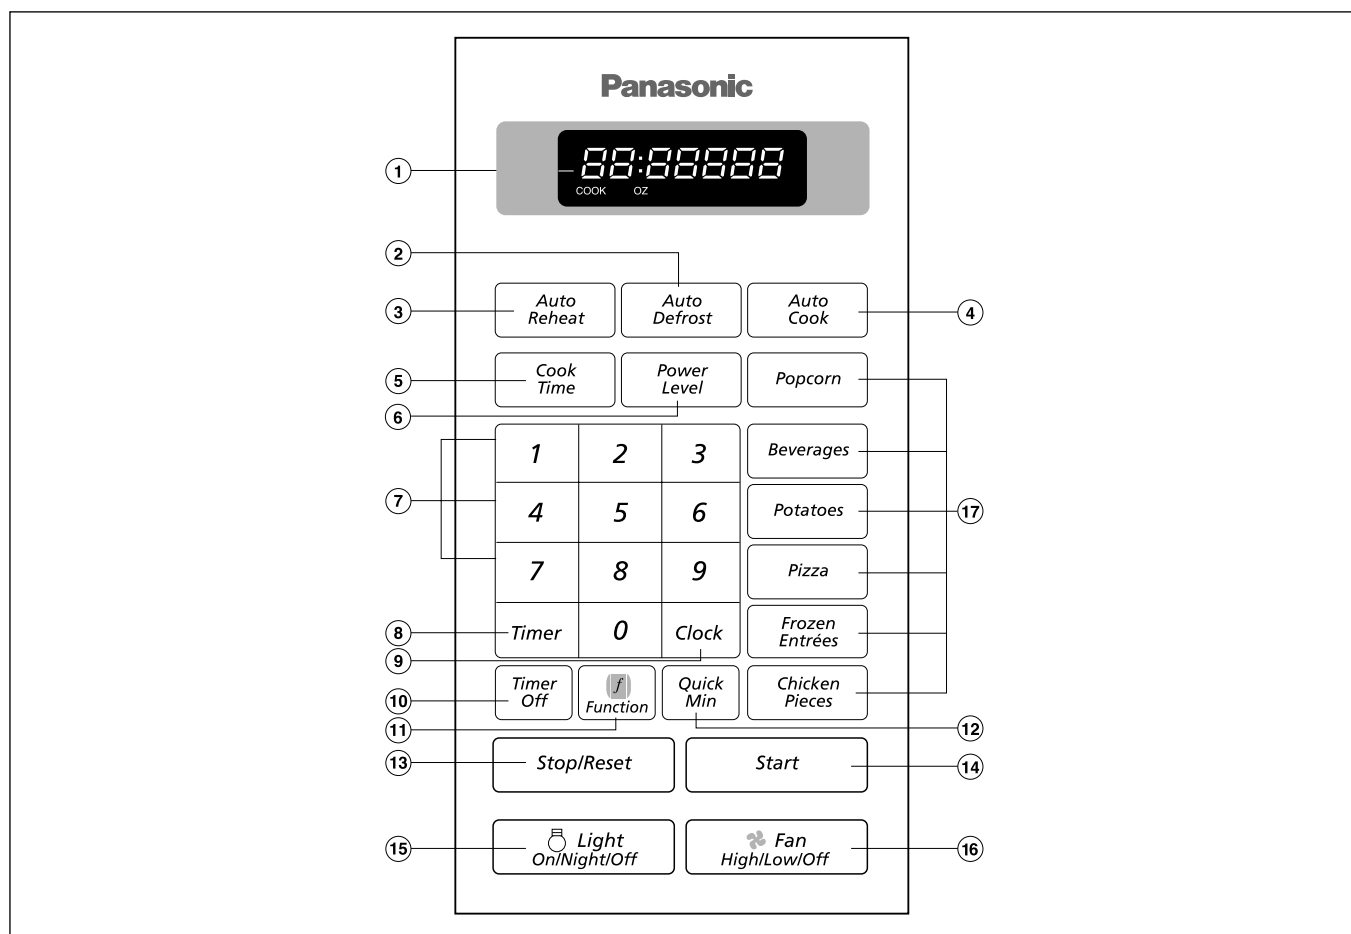 Panasonic
1
88:88888
COOK OZ
2
3
Auto
Reheat
Auto
Defrost
Auto
Cook
4
5
Cook
Time
Power
Level
Popcorn
6
1 2 3
Beverages
7
4 5 6
Potatoes
17
7 8 9
Pizza
8
Timer 0 Clock
Frozen
Entrées
9
10
Timer
Off
f
Function
Quick
Min
Chicken
Pieces
11
12
13
Stop/Reset
Start
14
15
Light
On/Night/Off
Fan
High/Low/Off
16